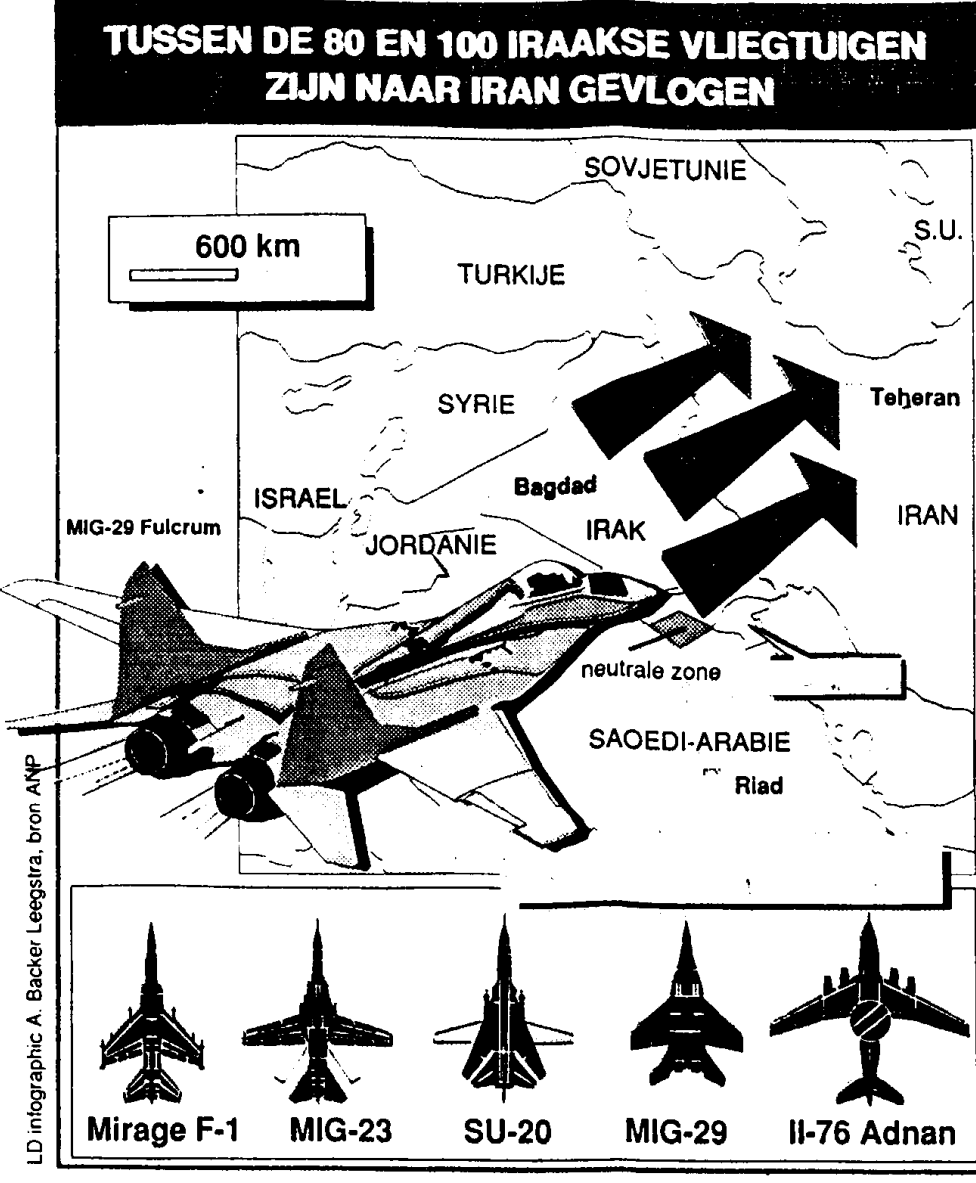 TUSSEN DE 80 EN 100 IRAAKSE VLIEGTUIGEN
ZIJN NAAR IRAN GEVLOGEN
SOVJETUNIE
S.U.
600 km
TURKIJE
SYRIE
Teheran
Bagdad
ISRAEL
IRAN
MIG-29 Fulcrum
IRAK
JORDANIE
neutrale zone
SAOEDI-ARABIE
Riad
LD infographic A. Backer Leegstra, bron ANP
Mirage F-1 MIG-23 SU-20 MIG-29 Il-76 Adnan